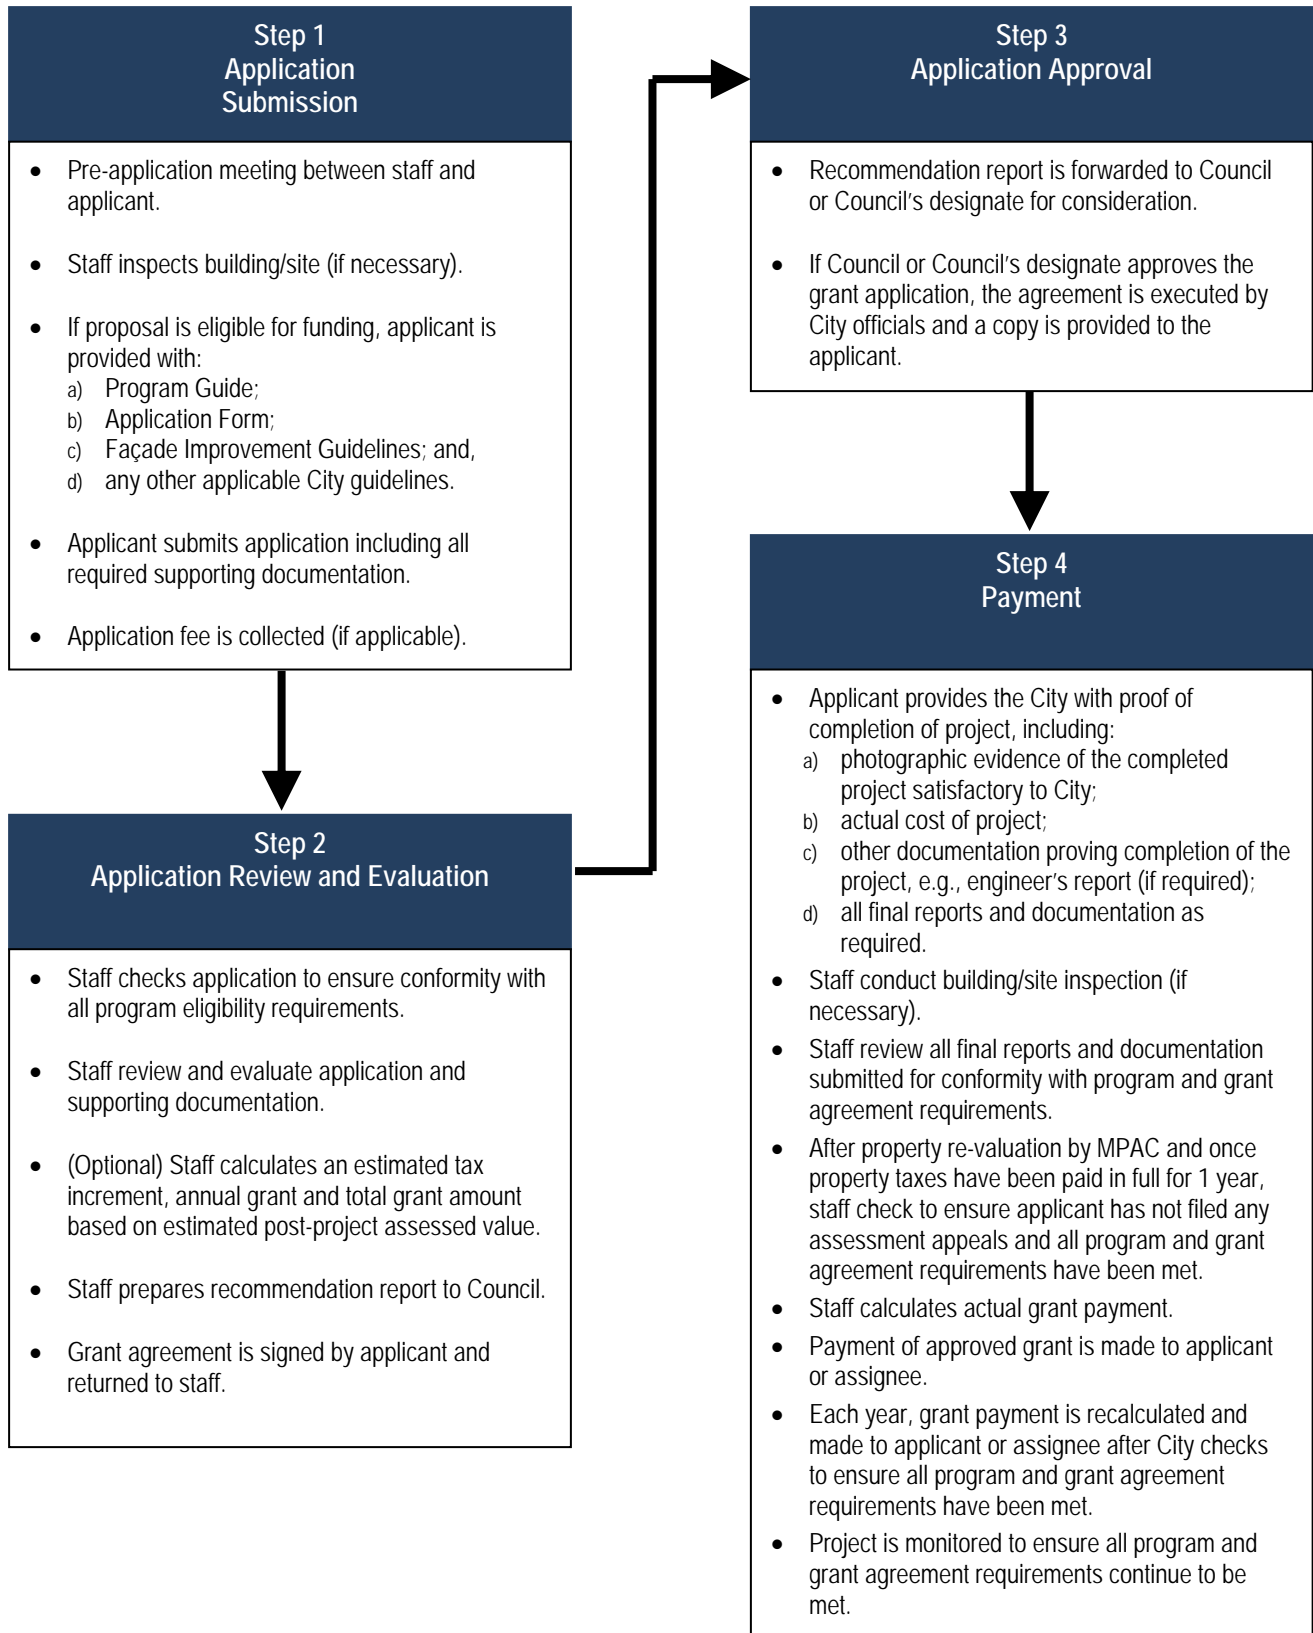 Step 1
Application
Submission
• Pre-application meeting between staff and
applicant.
• Staff inspects building/site (if necessary).
• If proposal is eligible for funding, applicant is
provided with:
a) Program Guide;
b) Application Form;
c) Façade Improvement Guidelines; and,
d) any other applicable City guidelines.
• Applicant submits application including all
required supporting documentation.
• Application fee is collected (if applicable).
Step 2
Application Review and Evaluation
• Staff checks application to ensure conformity with
all program eligibility requirements.
• Staff review and evaluate application and
supporting documentation.
• (Optional) Staff calculates an estimated tax
increment, annual grant and total grant amount
based on estimated post-project assessed value.
• Staff prepares recommendation report to Council.
• Grant agreement is signed by applicant and
returned to staff.
Step 3
Application Approval
• Recommendation report is forwarded to Council
or Council's designate for consideration.
• If Council or Council's designate approves the
grant application, the agreement is executed by
City officials and a copy is provided to the
applicant.
Step 4
Payment
• Applicant provides the City with proof of
completion of project, including:
a) photographic evidence of the completed
project satisfactory to City;
b) actual cost of project;
c) other documentation proving completion of the
project, e.g., engineer's report (if required);
d) all final reports and documentation as
required.
• Staff conduct building/site inspection (if
necessary).
• Staff review all final reports and documentation
submitted for conformity with program and grant
agreement requirements.
• After property re-valuation by MPAC and once
property taxes have been paid in full for 1 year,
staff check to ensure applicant has not filed any
assessment appeals and all program and grant
agreement requirements have been met.
• Staff calculates actual grant payment.
• Payment of approved grant is made to applicant
or assignee.
• Each year, grant payment is recalculated and
made to applicant or assignee after City checks
to ensure all program and grant agreement
requirements have been met.
• Project is monitored to ensure all program and
grant agreement requirements continue to be
met.